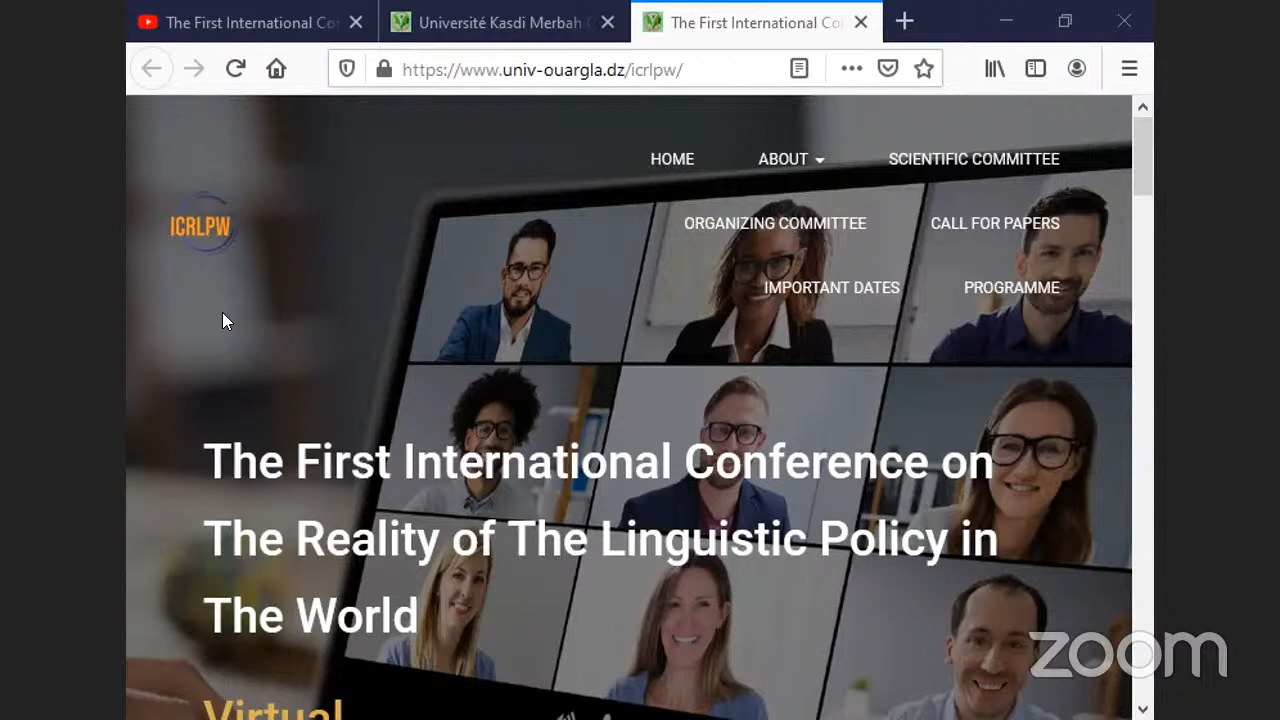 The First International Co
Université Kasdi Merbah
The First International Co
https://www.univ-ouargla.dz/icrlpw/
HOME
ABOUT
SCIENTIFIC COMMITTEE
ICRLPW
ORGANIZING COMMITTEE
CALL FOR PAPERS
IMPORTANT DATES
PROGRAMME
The First International Conference on
The Reality of The Linguistic Policy in
The World
Virtual
zoom